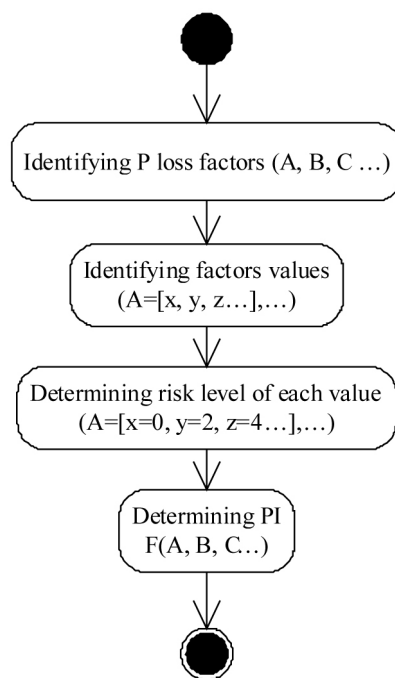 Identifying P loss factors (A, B, C …)
Identifying factors values
(A=[x, y, z…],…)
Determining risk level of each value
(A=[x=0, y=2, z=4…],…)
Determining PI
F(A, B, C…)